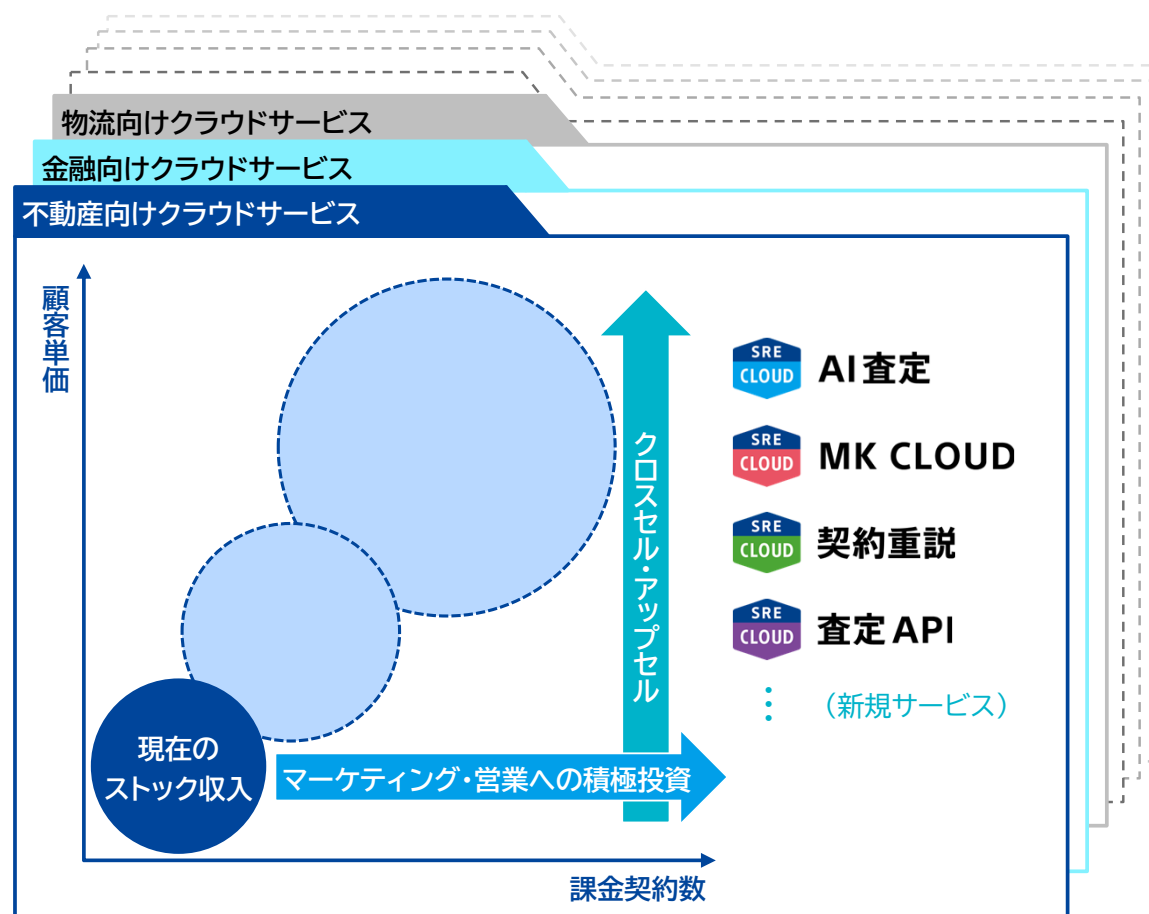 物流向けクラウドサービス
金融向けクラウドサービス
不動産向けクラウドサービス
顧客単価
現在の
ストック収入
マーケティング・営業への積極投資
クロスセル・アップセル
課金契約数
SRE
CLOUD
AI査定
SRE
CLOUD
MK CLOUD
SRE
CLOUD
契約重説
SRE
CLOUD
査定API
(新規サービス)